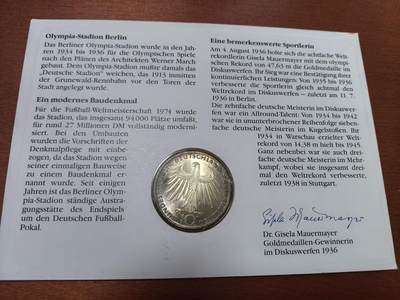 Olympia-Stadion Berlin
Das Berliner Olympia-Stadion wurde in den Jah-
ren 1934 bis 1936 für die Olympischen Spiele
nach den Plänen des Architekten Werner March
gebaut. Dem Olympia-Stadion mußte damals das
„Deutsche Stadion" weichen, das 1913 inmitten
der Grunewald-Rennbahn vor den Toren der
Stadt angelegt wurde.
Ein modernes Baudenkmal
Für die Fußball-Weltmeisterschaft 1974 wurde
das Stadion, das insgesamt 94 000 Plätze umfaßt,
für rund 27 Millionen DM vollständig moderni-
siert. Bei den Umbauten
wurden die Vorschriften der
Denkmalpflege mit einbe-
zogen, da das Stadion wegen
seiner einmaligen Bauweise
zu einem Baudenkmal er-
nannt wurde. Seit einigen
Jahren ist das Berliner Olym-
pia-Stadion ständige Austra-
gungsstätte des Endspiels
um den Deutschen Fußball-
Pokal.
Eine bemerkenswerte Sportlerin
Am 4. August 1936 holte sich die achtfache Welt-
rekordlerin Gisela Mauermayer mit dem olympi-
schen Rekord von 47,63 m die Goldmedaille im
Diskuswerfen. Ihr Sieg war eine Bestätigung ihrer
kontinuierlichen Leistungen. Von 1935 bis 1936
verbesserte die Sportlerin gleich achtmal den
Weltrekord im Diskuswerfen – zuletzt am 11. 7.
1936 in Berlin.
Die zehnfache deutsche Meisterin im Diskuswer-
fen war ein Allround-Talent: Von 1934 bis 1942
war sie in ununterbrochener Reihenfolge sieben-
fache deutsche Meisterin im Kugelstoßen. Ihr
1934 in Warschau erzielter Welt-
rekord von 14,38 m hielt bis 1945.
Ganz nebenbei war sie auch drei-
fache deutsche Meisterin im Mehr-
kampf, wobei sie insgesamt drei-
mal den Weltrekord verbesserte,
zuletzt 1938 in Stuttgart.
Gisela Mauermayer
Dr. Gisela Mauermayer
Goldmedaillen-Gewinnerin
im Diskuswerfen 1936